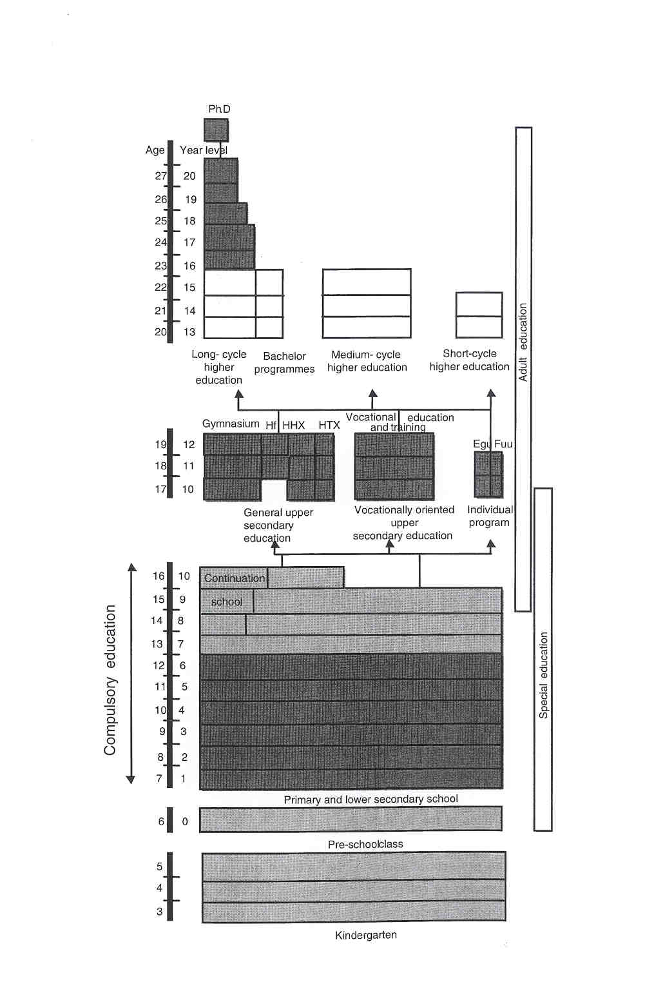 Ph.D
Age Year level
27 20
26 19
25 18
24 17
23 16
22 15
21 14
20 13
Long- cycle
higher
education
Bachelor
programmes
Medium- cycle
higher education
Short-cycle
higher education
Adult education
Gymnasium Hf HHX HTX
Vocational education
and training
Egu Fuu
19 12
18 11
17 10
General upper
secondary
education
Vocationally oriented
upper
secondary education
Individual
program
Compulsory education
16 10 Continuation
15 9 school
14 8
13 7
12 6
11 5
10 4
9 3
8 2
7 1
Special education
Primary and lower secondary school
6 0
Pre-schoolclass
5
4
3
Kindergarten